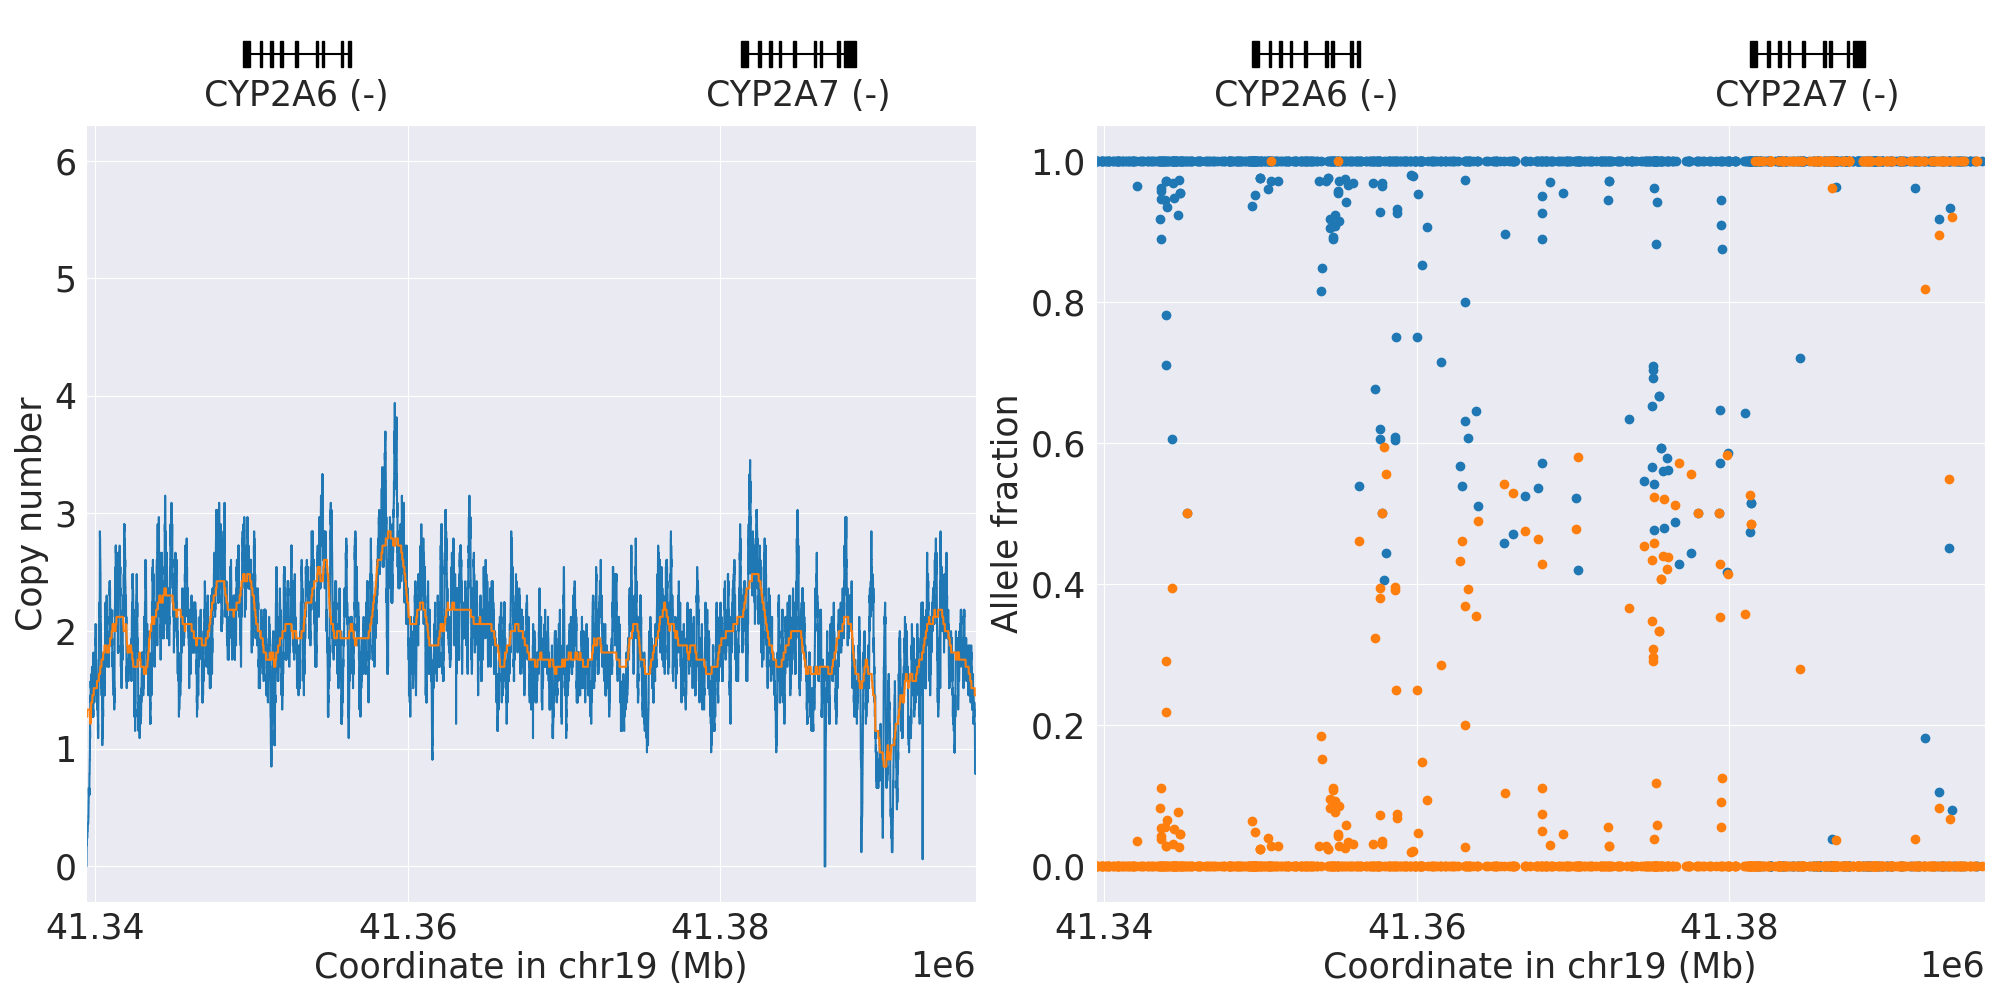 CYP2A6 (-) CYP2A7 (-) CYP2A6 (-) CYP2A7 (-)
Copy number
6
5
4
3
2
1
0
41.34 41.36 41.38
Coordinate in chr19 (Mb) 1e6
Allele fraction
1.0
0.8
0.6
0.4
0.2
0.0
41.34 41.36 41.38
Coordinate in chr19 (Mb) 1e6